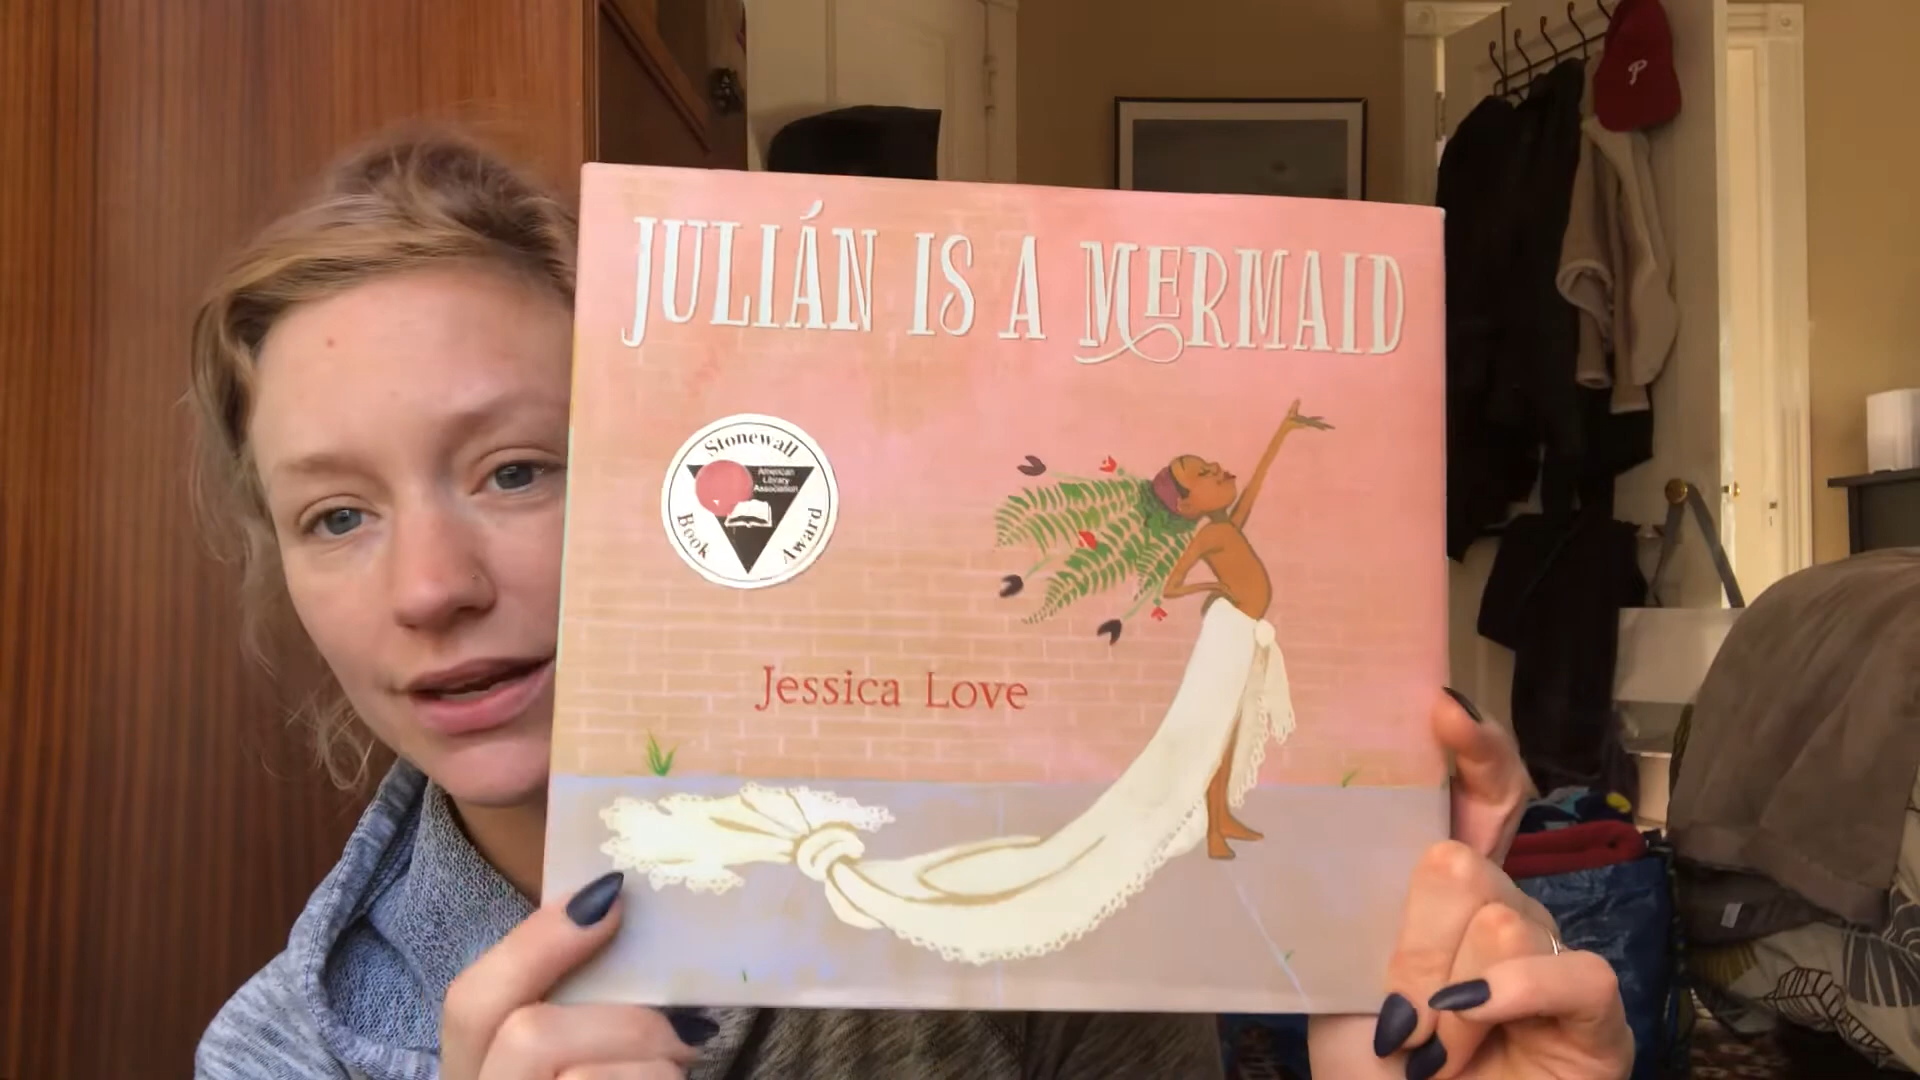 P
JULIÁN IS A MERMAID
Stonewall
American
Library
Association
Book Award
Jessica Love